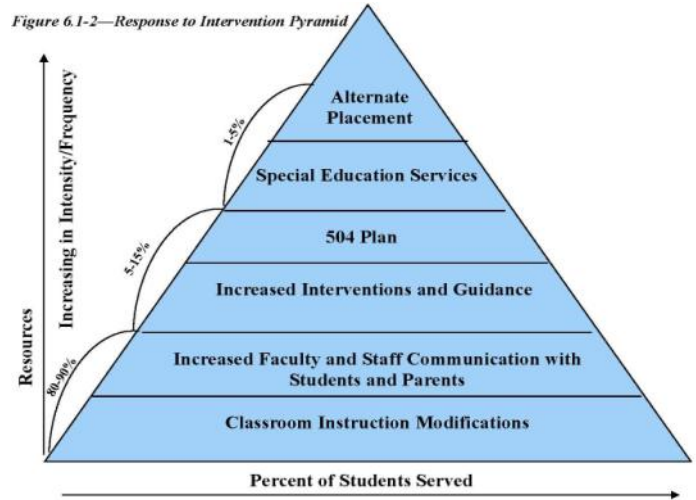 Figure 6.1-2—Response to Intervention Pyramid
Increasing in Intensity/Frequency
Resources
1-5%
5-15%
80-90%
Alternate
Placement
Special Education Services
504 Plan
Increased Interventions and Guidance
Increased Faculty and Staff Communication with
Students and Parents
Classroom Instruction Modifications
Percent of Students Served